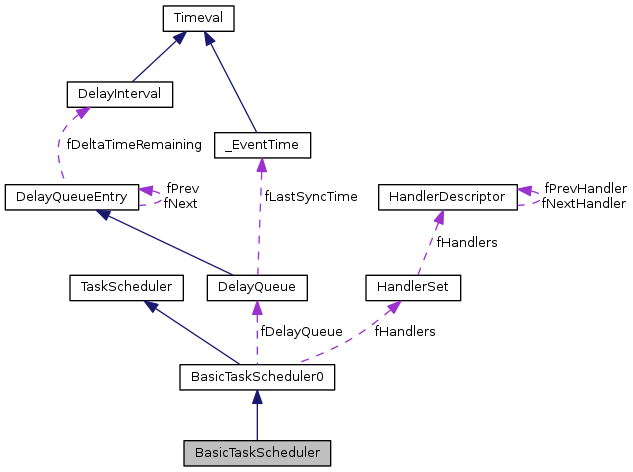 Timeval
DelayInterval
fDeltaTimeRemaining
_EventTime
DelayQueueEntry
fPrev
fNext
fLastSyncTime
HandlerDescriptor
fPrevHandler
fNextHandler
fHandlers
TaskScheduler
DelayQueue
HandlerSet
fDelayQueue
fHandlers
BasicTaskScheduler0
BasicTaskScheduler